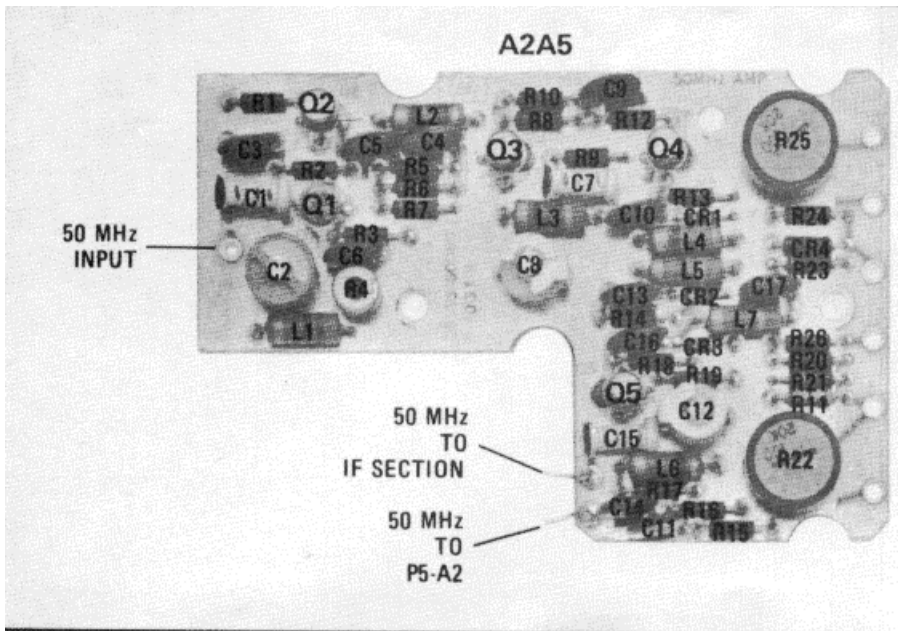 A2A5
50MHz AMP
R1
Q2
L2
R10
C9
R8
R12
R25
C3
C5
C4
Q3
Q4
R2
R5
R9
C1
Q1
R6
C7
R7
R13
L3
C10
CR1
R24
50 MHz
INPUT
R3
L4
CR4
C6
C2
R4
C8
L5
R23
C13
CR2
C17
R14
L7
L1
C16
CR3
R26
R18
R20
R19
R21
Q5
R11
C12
50 MHz
TO
IF SECTION
C15
R22
L6
R17
50 MHz
TO
P5-A2
C14
R16
C11
R15